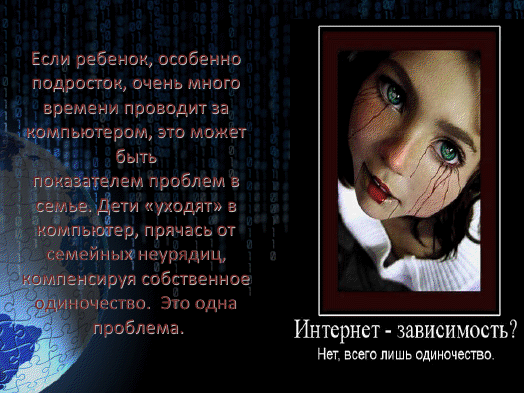 Если ребенок, особенно
подросток, очень много
времени проводит за
компьютером, это может
быть
показателем проблем в
семье. Дети «уходят» в
компьютер, прячась от
семейных неурядиц,
компенсируя собственное
одиночество. Это одна
проблема.
Интернет - зависимость?
Нет, всего лишь одиночество.